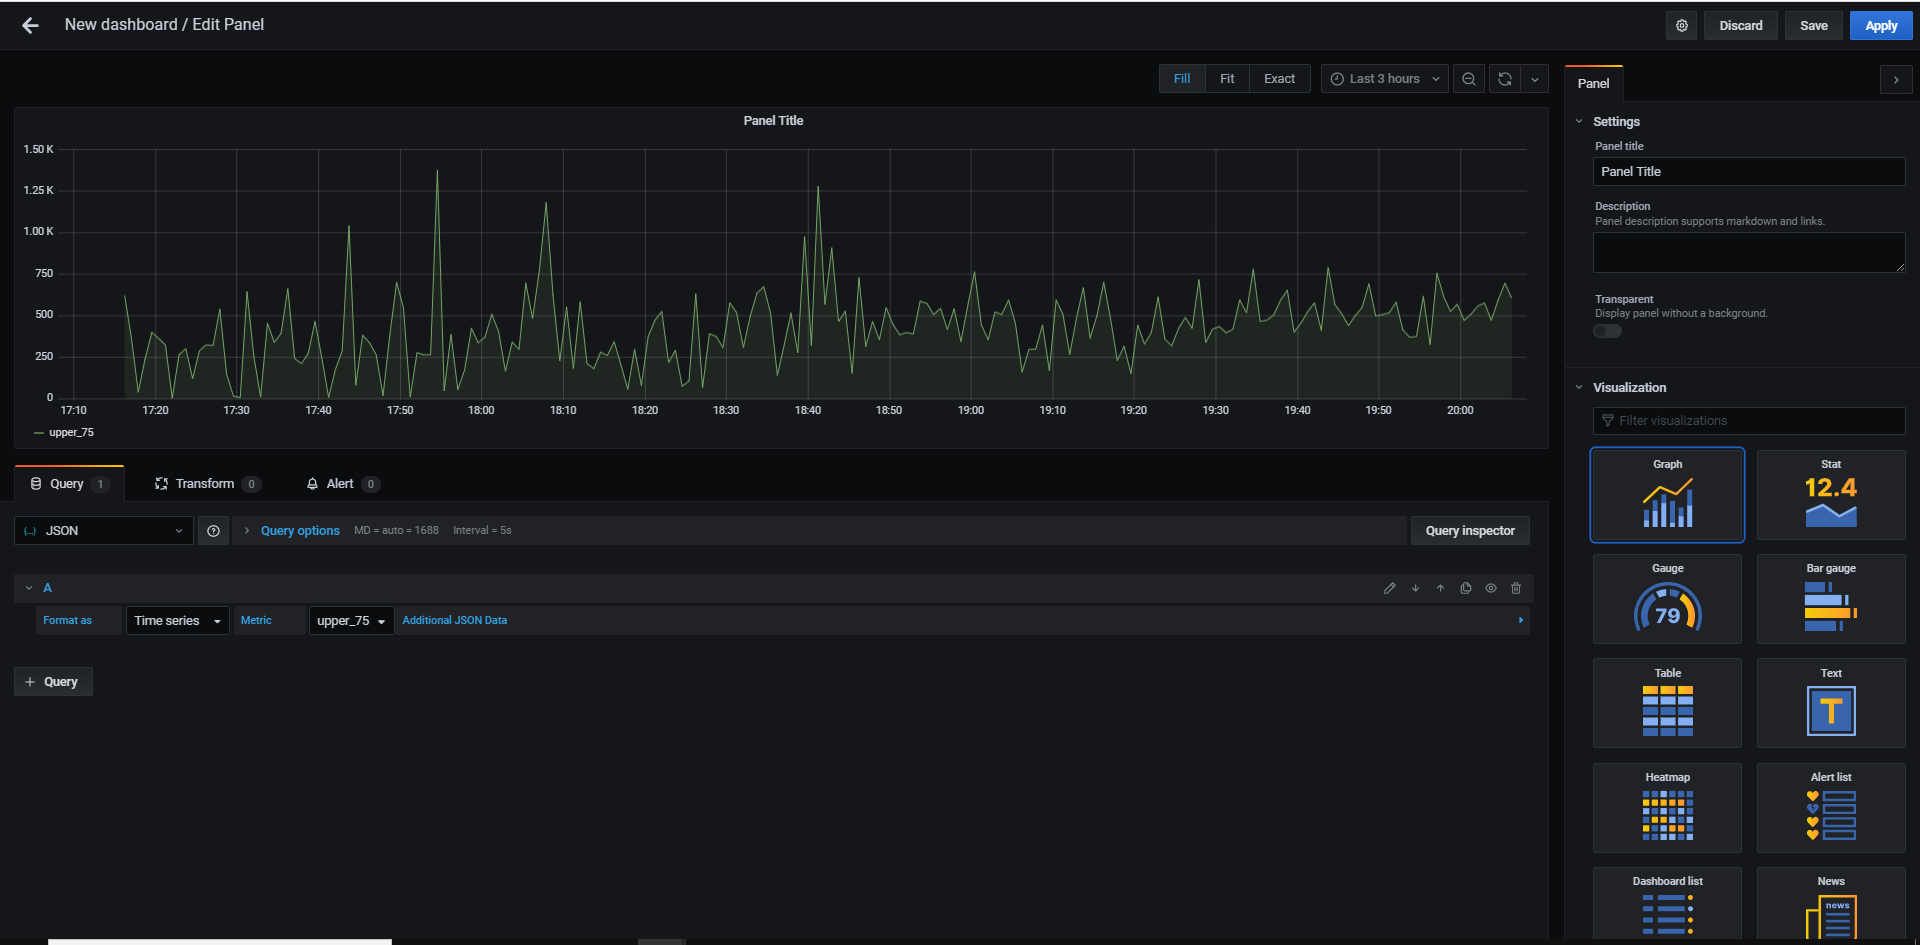 New dashboard / Edit Panel
Discard
Save
Apply
Fill
Fit
Exact
Last 3 hours
Panel Title
1.50 K
1.25 K
1.00 K
750
500
250
0
17:10 17:20 17:30 17:40 17:50 18:00 18:10 18:20 18:30 18:40 18:50 19:00 19:10 19:20 19:30 19:40 19:50 20:00
upper_75
Query 1
Transform 0
Alert 0
{...} JSON
Query options MD = auto = 1688 Interval = 5s
Query inspector
A
Format as Time series Metric upper_75 Additional JSON Data
+ Query
Panel
Settings
Panel title
Panel Title
Description
Panel description supports markdown and links.
Transparent
Display panel without a background.
Visualization
Filter visualizations
Graph
Stat
12.4
Gauge
79
Bar gauge
Table
Text
T
Heatmap
Alert list
Dashboard list
News
news